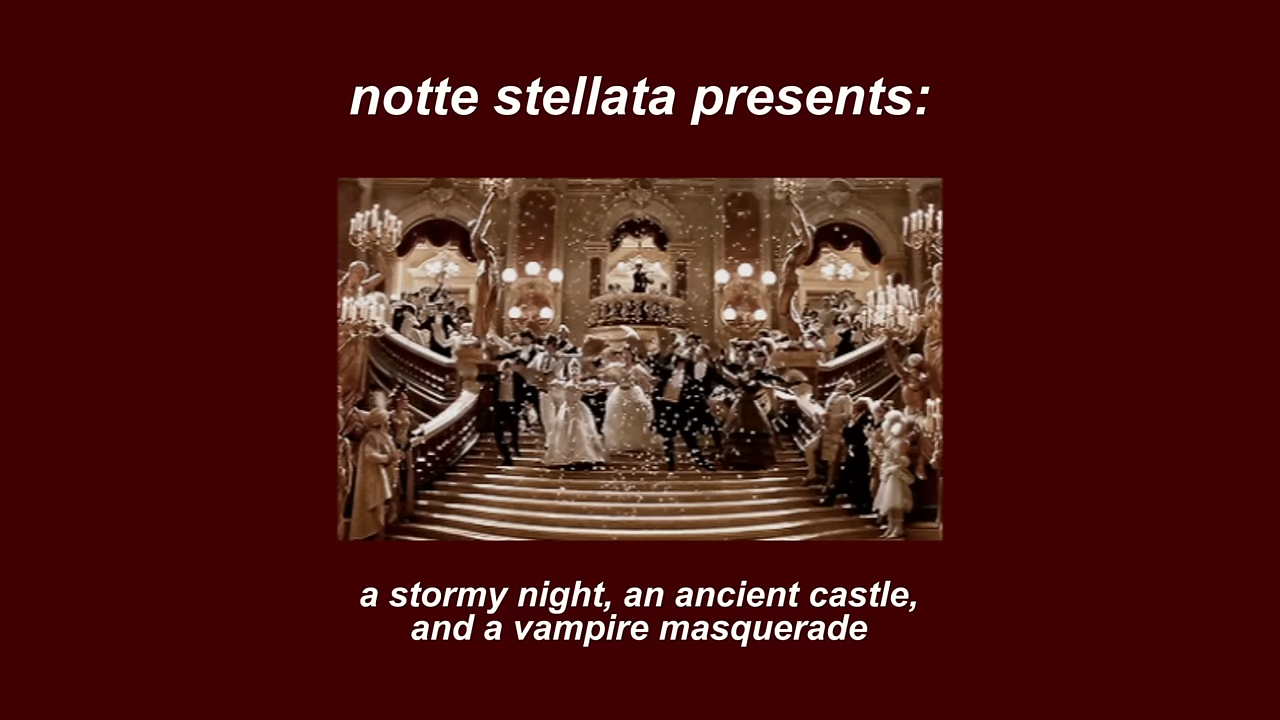 notte stellata presents:
a stormy night, an ancient castle,
and a vampire masquerade